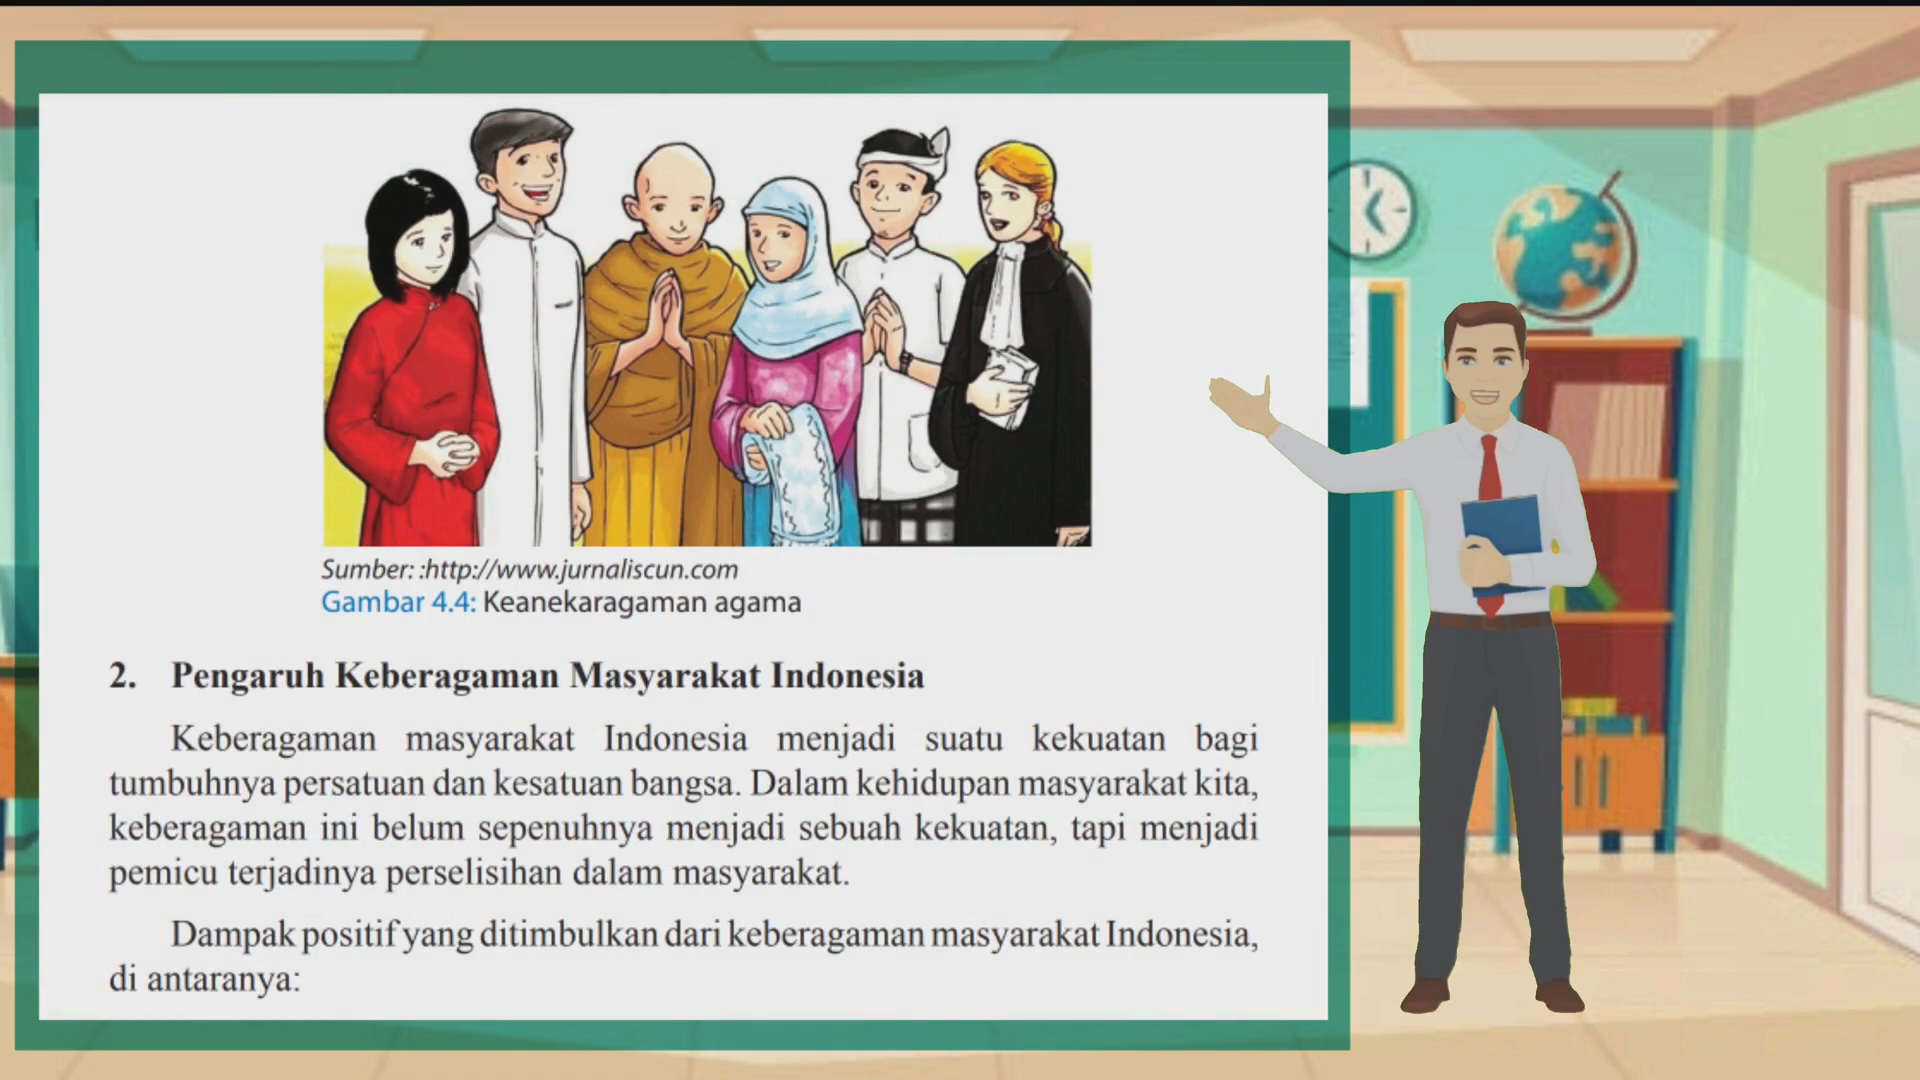 Sumber: :http://www.jurnaliscun.com
Gambar 4.4: Keanekaragaman agama
2. Pengaruh Keberagaman Masyarakat Indonesia
Keberagaman masyarakat Indonesia menjadi suatu kekuatan bagi
tumbuhnya persatuan dan kesatuan bangsa. Dalam kehidupan masyarakat kita,
keberagaman ini belum sepenuhnya menjadi sebuah kekuatan, tapi menjadi
pemicu terjadinya perselisihan dalam masyarakat.
Dampak positif yang ditimbulkan dari keberagaman masyarakat Indonesia,
di antaranya: